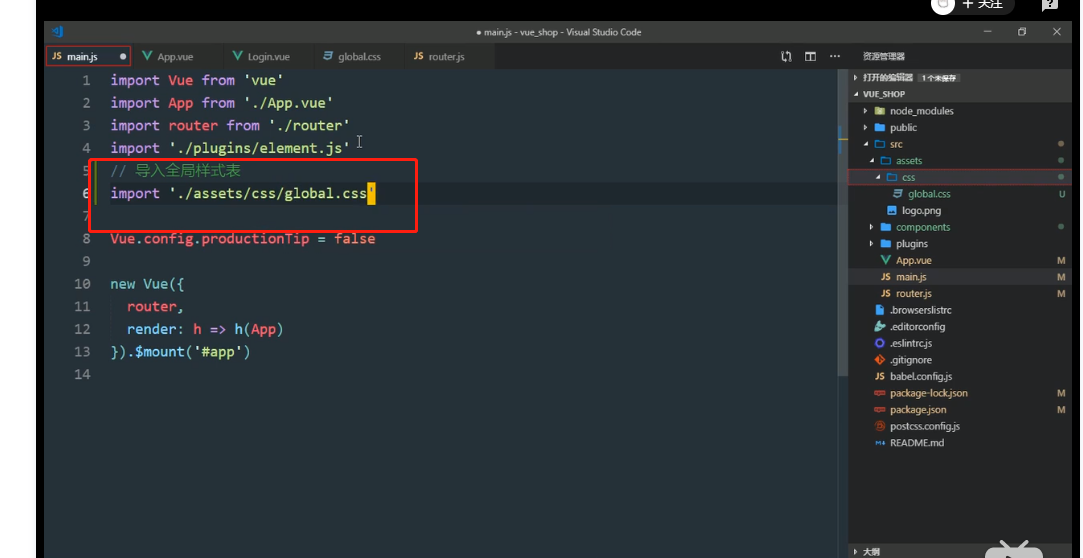 + 关注
?
● main.js - vue_shop - Visual Studio Code
JS main.js ●
App.vue
Login.vue
global.css
JS router.js
1 import Vue from 'vue'
2 import App from './App.vue'
3 import router from './router'
4 import './plugins/element.js'
5 // 导入全局样式表
6 import './assets/css/global.css'
7
8 Vue.config.productionTip = false
9
10 new Vue({
11 router,
12 render: h => h(App)
13 }).$mount('#app')
14
资源管理器
打开的编辑器 1 个未保存
VUE_SHOP
node_modules
public
src
assets
css
global.css U
logo.png
components
plugins
App.vue M
JS main.js M
JS router.js M
.browserslistrc
.editorconfig
.eslintrc.js
.gitignore
JS babel.config.js
package-lock.json M
package.json M
postcss.config.js
README.md
大纲